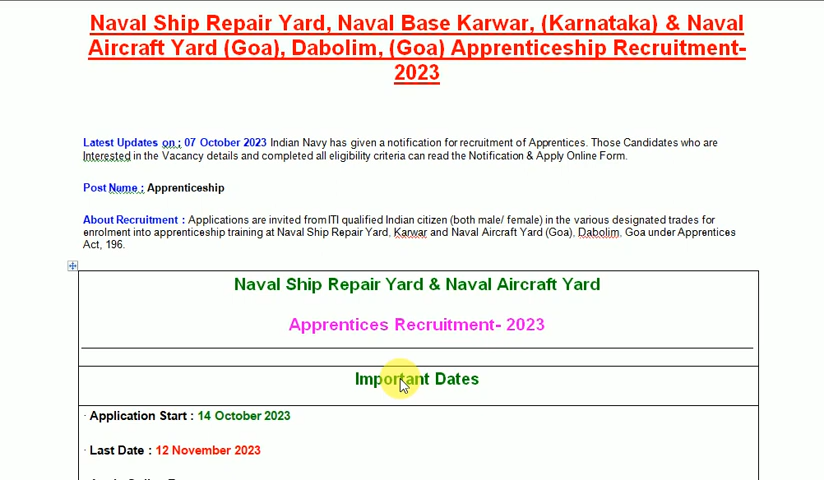 Naval Ship Repair Yard, Naval Base Karwar, (Karnataka) & Naval
Aircraft Yard (Goa), Dabolim, (Goa) Apprenticeship Recruitment-
2023
Latest Updates on : 07 October 2023 Indian Navy has given a notification for recruitment of Apprentices. Those Candidates who are
Interested in the Vacancy details and completed all eligibility criteria can read the Notification & Apply Online Form.
Post Name : Apprenticeship
About Recruitment : Applications are invited from ITI qualified Indian citizen (both male/ female) in the various designated trades for
enrolment into apprenticeship training at Naval Ship Repair Yard, Karwar and Naval Aircraft Yard (Goa), Dabolim, Goa under Apprentices
Act, 196.
Naval Ship Repair Yard & Naval Aircraft Yard
Apprentices Recruitment- 2023
Important Dates
· Application Start : 14 October 2023
· Last Date : 12 November 2023